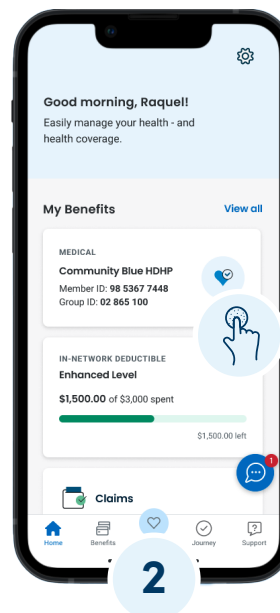 Good morning, Raquel!
Easily manage your health - and
health coverage.
My Benefits
View all
MEDICAL
Community Blue HDHP
Member ID: 98 5367 7448
Group ID: 02 865 100
IN-NETWORK DEDUCTIBLE
Enhanced Level
$1,500.00 of $3,000 spent
$1,500.00 left
1
Claims
Home
Benefits
Journey
Support
2